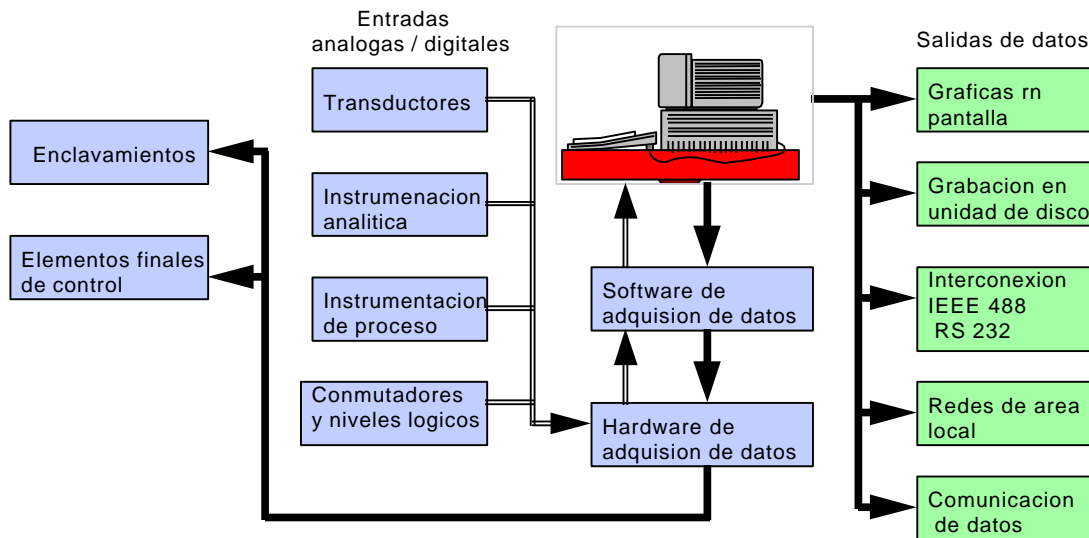 Entradas
analogas / digitales
Salidas de datos
Transductores
Graficas rn
pantalla
Enclavamientos
Instrumenacion
analitica
Grabacion en
unidad de disco
Elementos finales
de control
Instrumentacion
de proceso
Software de
adquision de datos
Interconexion
IEEE 488
RS 232
Conmutadores
y niveles logicos
Hardware de
adquision de datos
Redes de area
local
Comunicacion
de datos